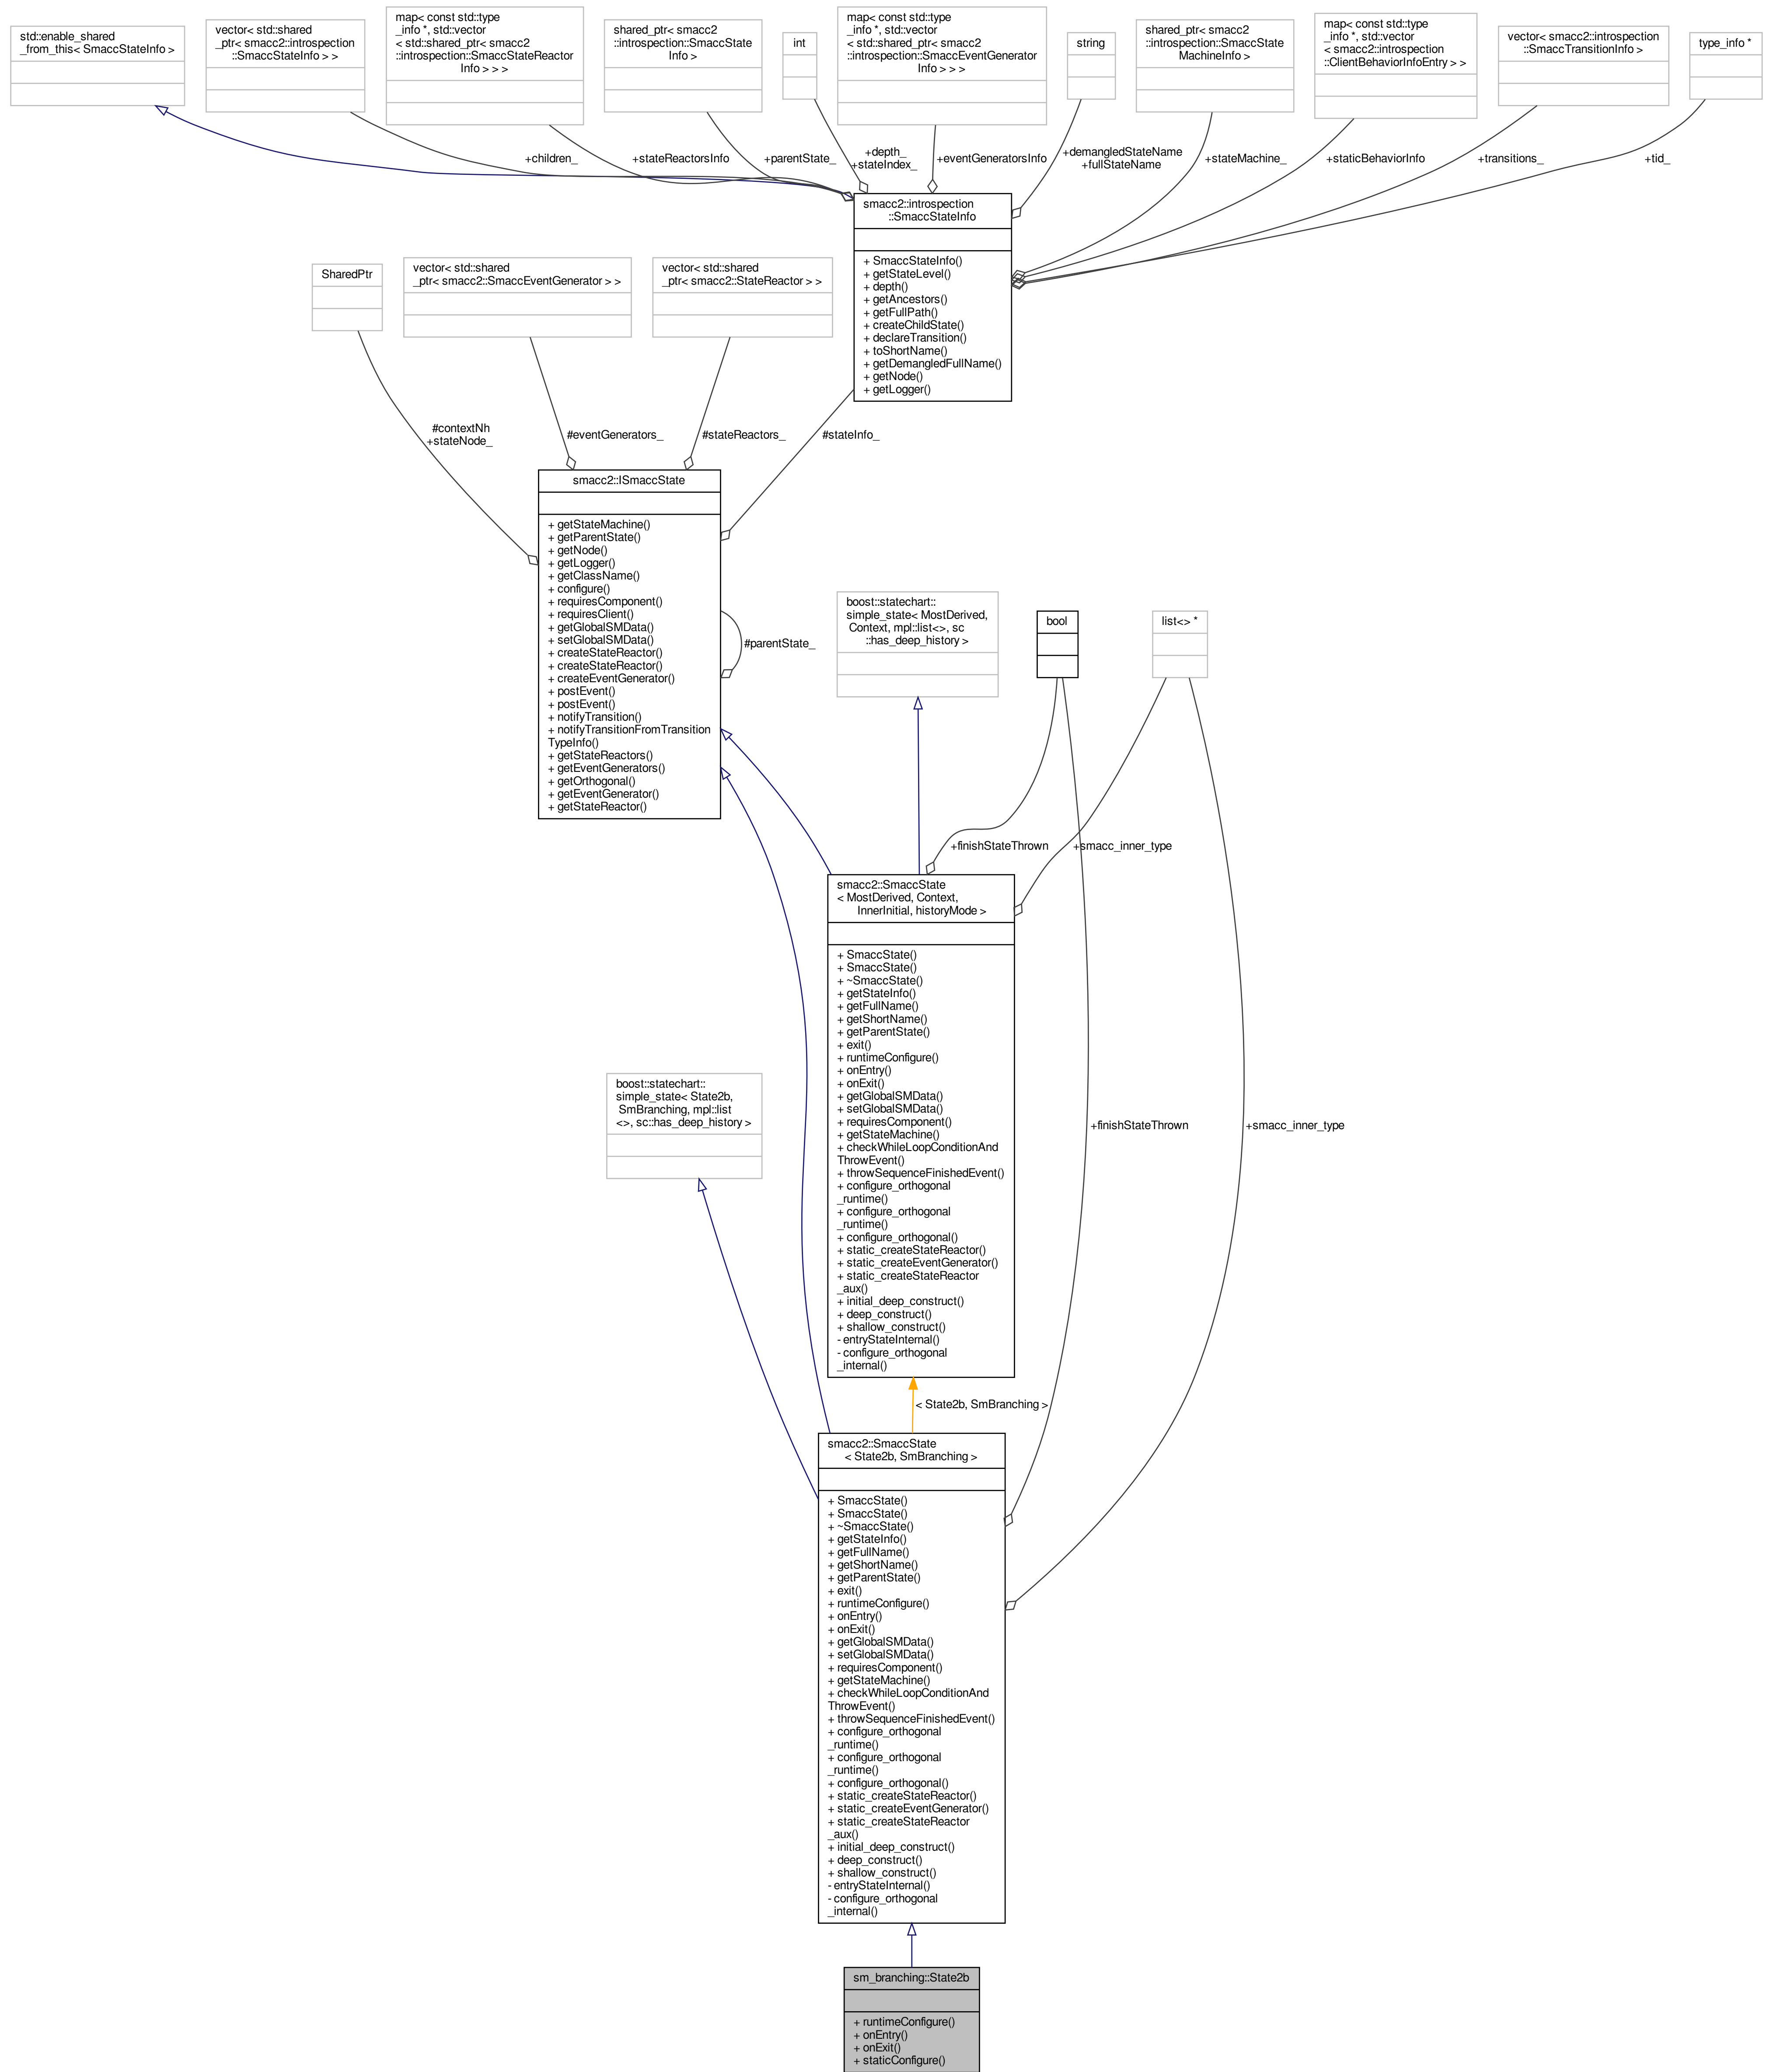 std::enable_shared
_from_this< SmaccStateInfo >
vector< std::shared
_ptr< smacc2::introspection
::SmaccStateInfo > >
map< const std::type
_info *, std::vector
< std::shared_ptr< smacc2
::introspection::SmaccStateReactor
Info > > >
shared_ptr< smacc2
::introspection::SmaccState
Info >
int
map< const std::type
_info *, std::vector
< std::shared_ptr< smacc2
::introspection::SmaccEventGenerator
Info > > >
string
shared_ptr< smacc2
::introspection::SmaccState
MachineInfo >
map< const std::type
_info *, std::vector
< smacc2::introspection
::ClientBehaviorInfoEntry > >
vector< smacc2::introspection
::SmaccTransitionInfo >
type_info *
+children_
+stateReactorsInfo
+parentState_
+depth_
+stateIndex_
+eventGeneratorsInfo
+demangledStateName
+fullStateName
+stateMachine_
+staticBehaviorInfo
+transitions_
+tid_
smacc2::introspection
::SmaccStateInfo
+ SmaccStateInfo()
+ getStateLevel()
+ depth()
+ getAncestors()
+ getFullPath()
+ createChildState()
+ declareTransition()
+ toShortName()
+ getDemangledFullName()
+ getNode()
+ getLogger()
SharedPtr
vector< std::shared
_ptr< smacc2::SmaccEventGenerator > >
vector< std::shared
_ptr< smacc2::StateReactor > >
#contextNh
+stateNode_
#eventGenerators_
#stateReactors_
#stateInfo_
smacc2::ISmaccState
+ getStateMachine()
+ getParentState()
+ getNode()
+ getLogger()
+ getClassName()
+ configure()
+ requiresComponent()
+ requiresClient()
+ getGlobalSMData()
+ setGlobalSMData()
+ createStateReactor()
+ createStateReactor()
+ createEventGenerator()
+ postEvent()
+ postEvent()
+ notifyTransition()
+ notifyTransitionFromTransition
TypeInfo()
+ getStateReactors()
+ getEventGenerators()
+ getOrthogonal()
+ getEventGenerator()
+ getStateReactor()
#parentState_
boost::statechart::
simple_state< MostDerived,
Context, mpl::list<>, sc
::has_deep_history >
bool
list<> *
+finishStateThrown
+smacc_inner_type
smacc2::SmaccState
< MostDerived, Context,
InnerInitial, historyMode >
+ SmaccState()
+ SmaccState()
+ ~SmaccState()
+ getStateInfo()
+ getFullName()
+ getShortName()
+ getParentState()
+ exit()
+ runtimeConfigure()
+ onEntry()
+ onExit()
+ getGlobalSMData()
+ setGlobalSMData()
+ requiresComponent()
+ getStateMachine()
+ checkWhileLoopConditionAnd
ThrowEvent()
+ throwSequenceFinishedEvent()
+ configure_orthogonal
_runtime()
+ configure_orthogonal
_runtime()
+ configure_orthogonal()
+ static_createStateReactor()
+ static_createEventGenerator()
+ static_createStateReactor
_aux()
+ initial_deep_construct()
+ deep_construct()
+ shallow_construct()
- entryStateInternal()
- configure_orthogonal
_internal()
boost::statechart::
simple_state< State2b,
SmBranching, mpl::list
<>, sc::has_deep_history >
+finishStateThrown
+smacc_inner_type
< State2b, SmBranching >
smacc2::SmaccState
< State2b, SmBranching >
+ SmaccState()
+ SmaccState()
+ ~SmaccState()
+ getStateInfo()
+ getFullName()
+ getShortName()
+ getParentState()
+ exit()
+ runtimeConfigure()
+ onEntry()
+ onExit()
+ getGlobalSMData()
+ setGlobalSMData()
+ requiresComponent()
+ getStateMachine()
+ checkWhileLoopConditionAnd
ThrowEvent()
+ throwSequenceFinishedEvent()
+ configure_orthogonal
_runtime()
+ configure_orthogonal
_runtime()
+ configure_orthogonal()
+ static_createStateReactor()
+ static_createEventGenerator()
+ static_createStateReactor
_aux()
+ initial_deep_construct()
+ deep_construct()
+ shallow_construct()
- entryStateInternal()
- configure_orthogonal
_internal()
sm_branching::State2b
+ runtimeConfigure()
+ onEntry()
+ onExit()
+ staticConfigure()